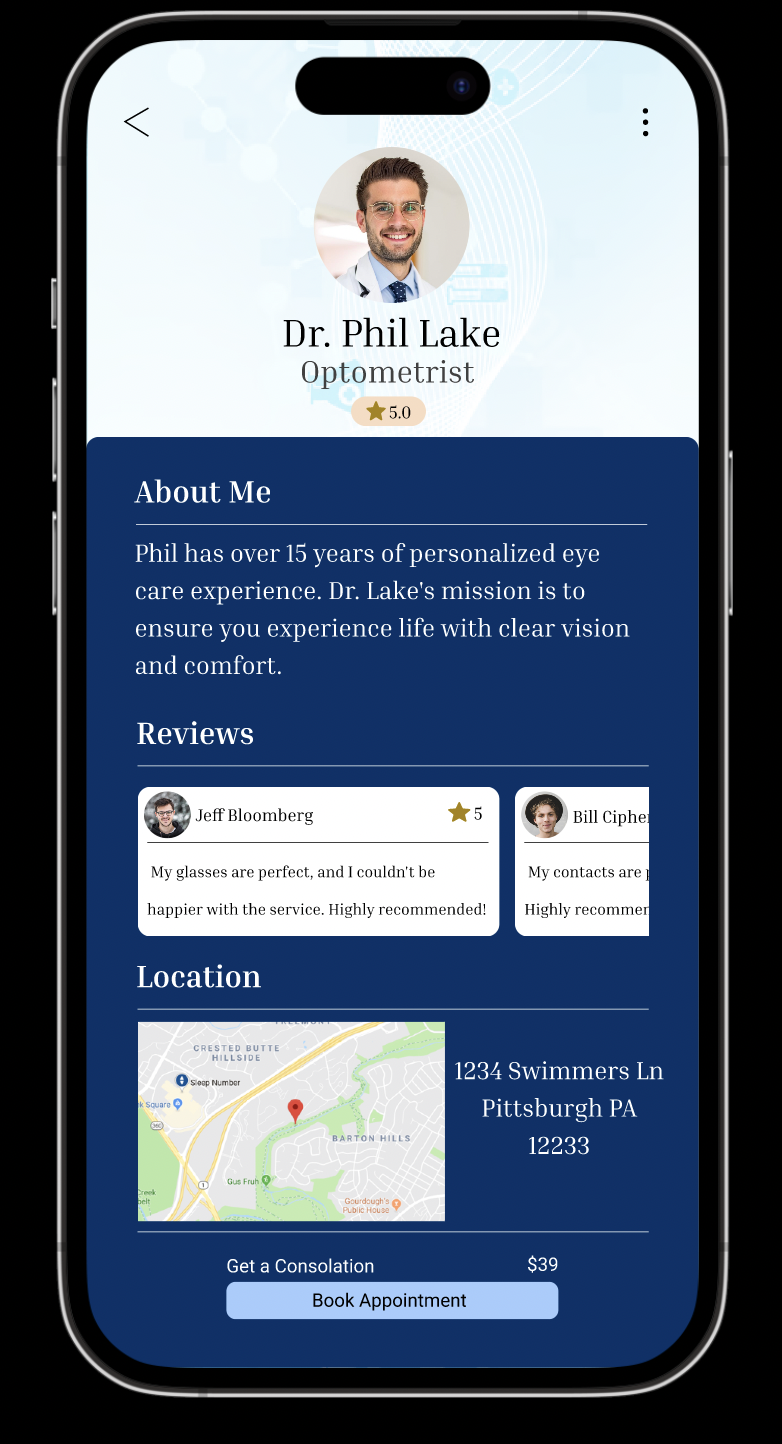 Dr. Phil Lake
Optometrist
5.0
About Me
Phil has over 15 years of personalized eye
care experience. Dr. Lake's mission is to
ensure you experience life with clear vision
and comfort.
Reviews
Jeff Bloomberg
5
My glasses are perfect, and I couldn't be
happier with the service. Highly recommended!
Bill Cipher
My contacts are
Highly
Location
CRESTED BUTTE
HILLSIDE
Sleep Number
Square
360
BARTON HILLS
1
Gus Fruh
Creek
Gourdough's
Public House
1234 Swimmers Ln
Pittsburgh PA
12233
Get a Consolation
$39
Book Appointment